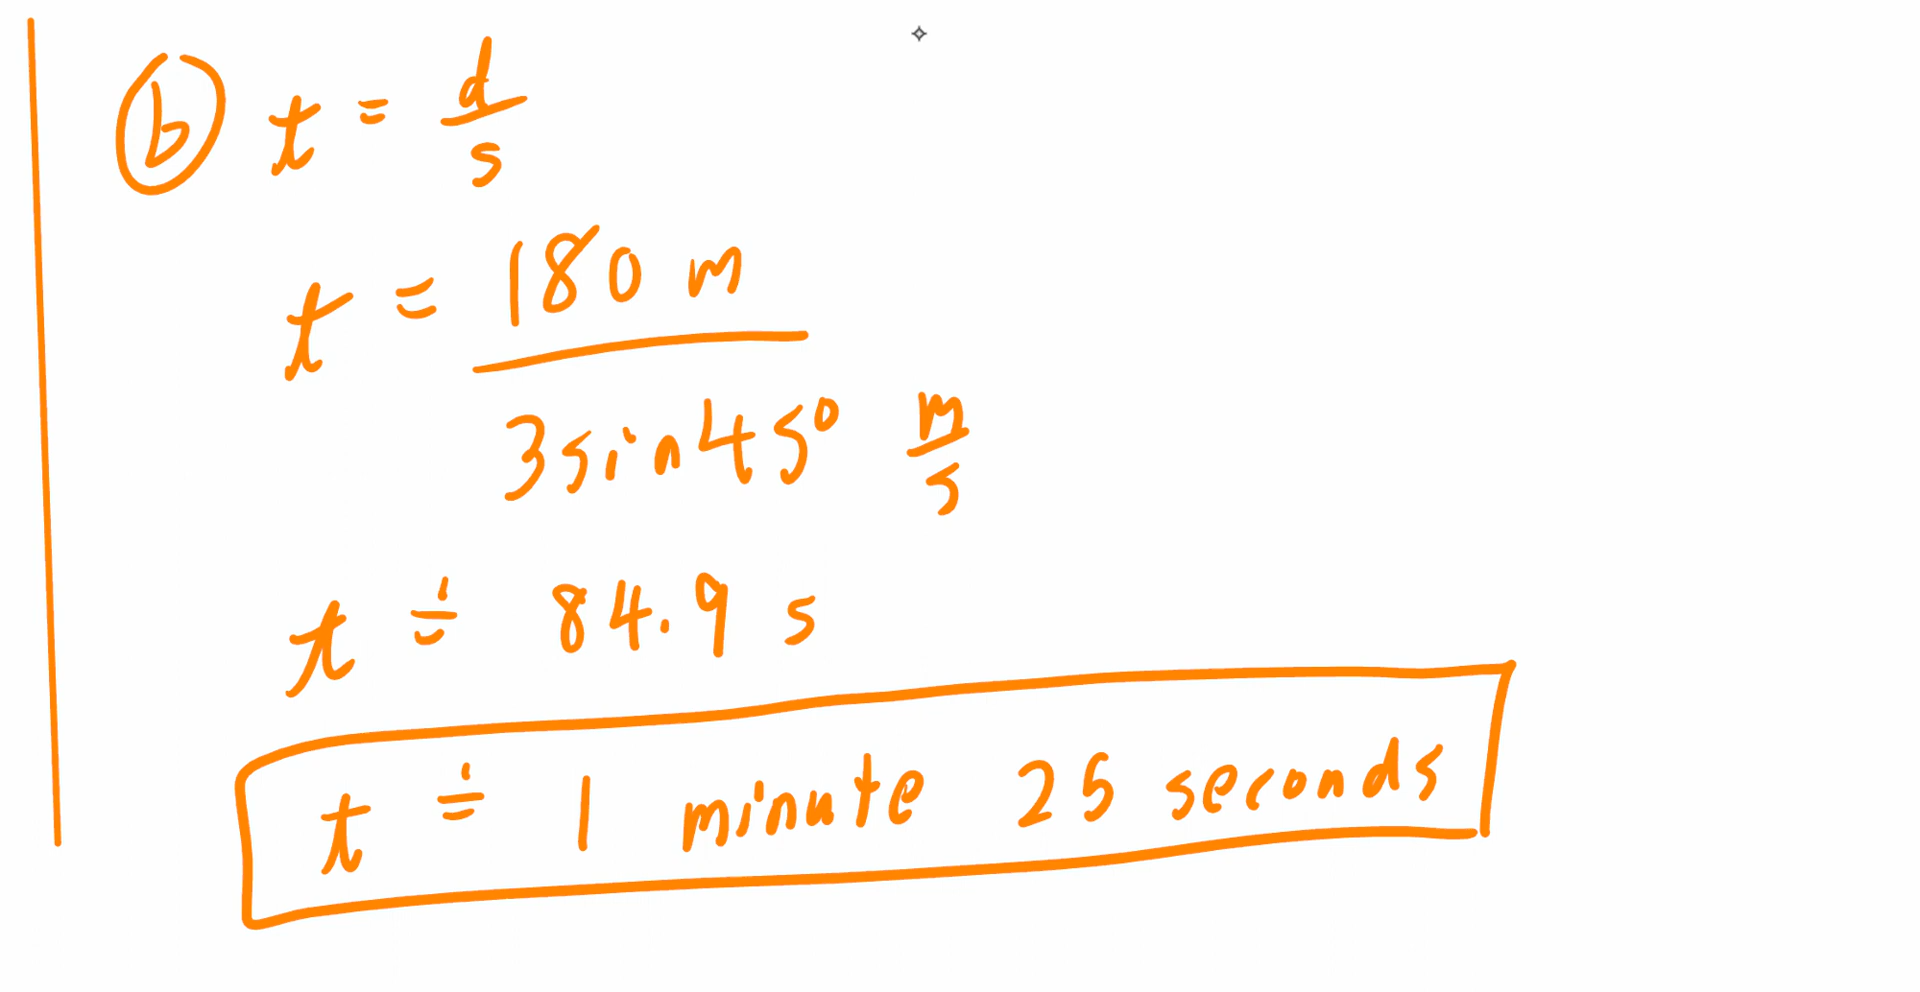 (b) t = d/s
t = 180 m / 3sin45° m/s
t ≐ 84.9 s
t ≐ 1 minute 25 seconds